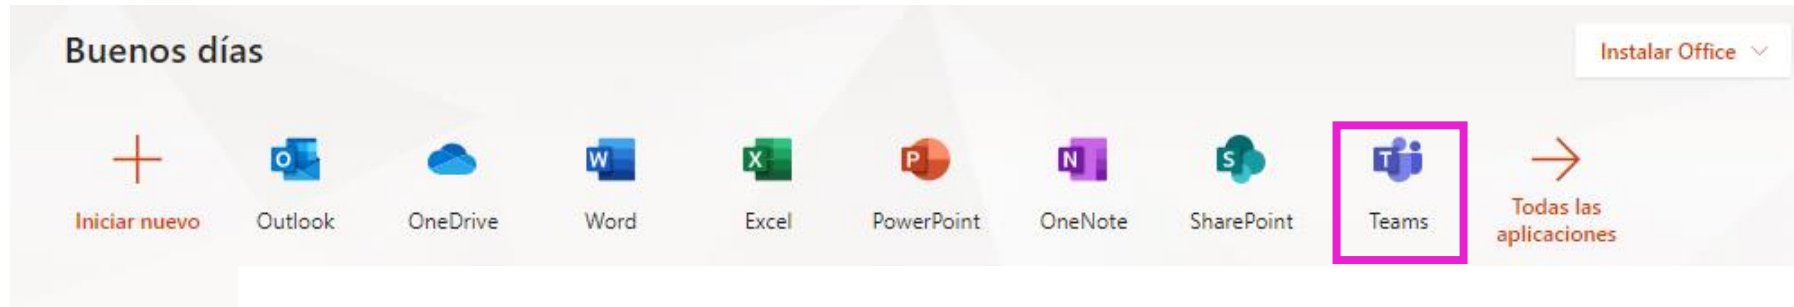 Buenos días
Instalar Office
O
W
X
P
N
S
T
Iniciar nuevo
Outlook
OneDrive
Word
Excel
PowerPoint
OneNote
SharePoint
Teams
Todas las
aplicaciones